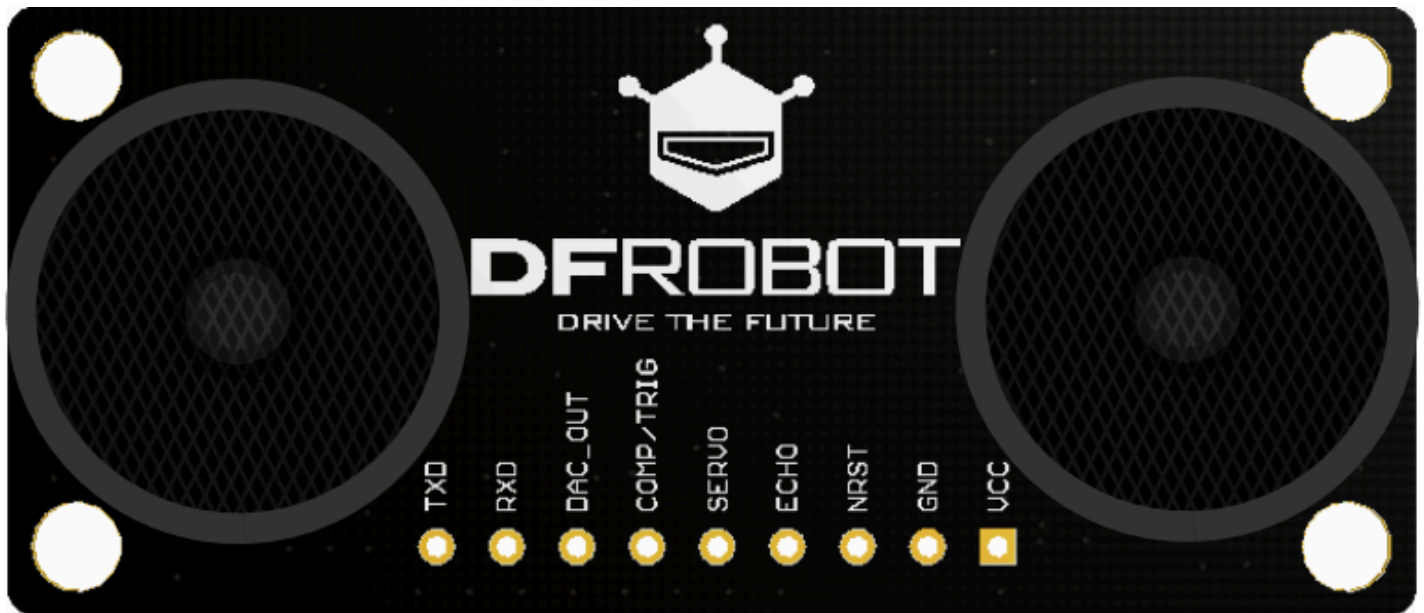 DFROBOT
DRIVE THE FUTURE
TXD
RXD
DAC_OUT
COMP/TRIG
SERVO
ECHO
NRST
GND
VCC